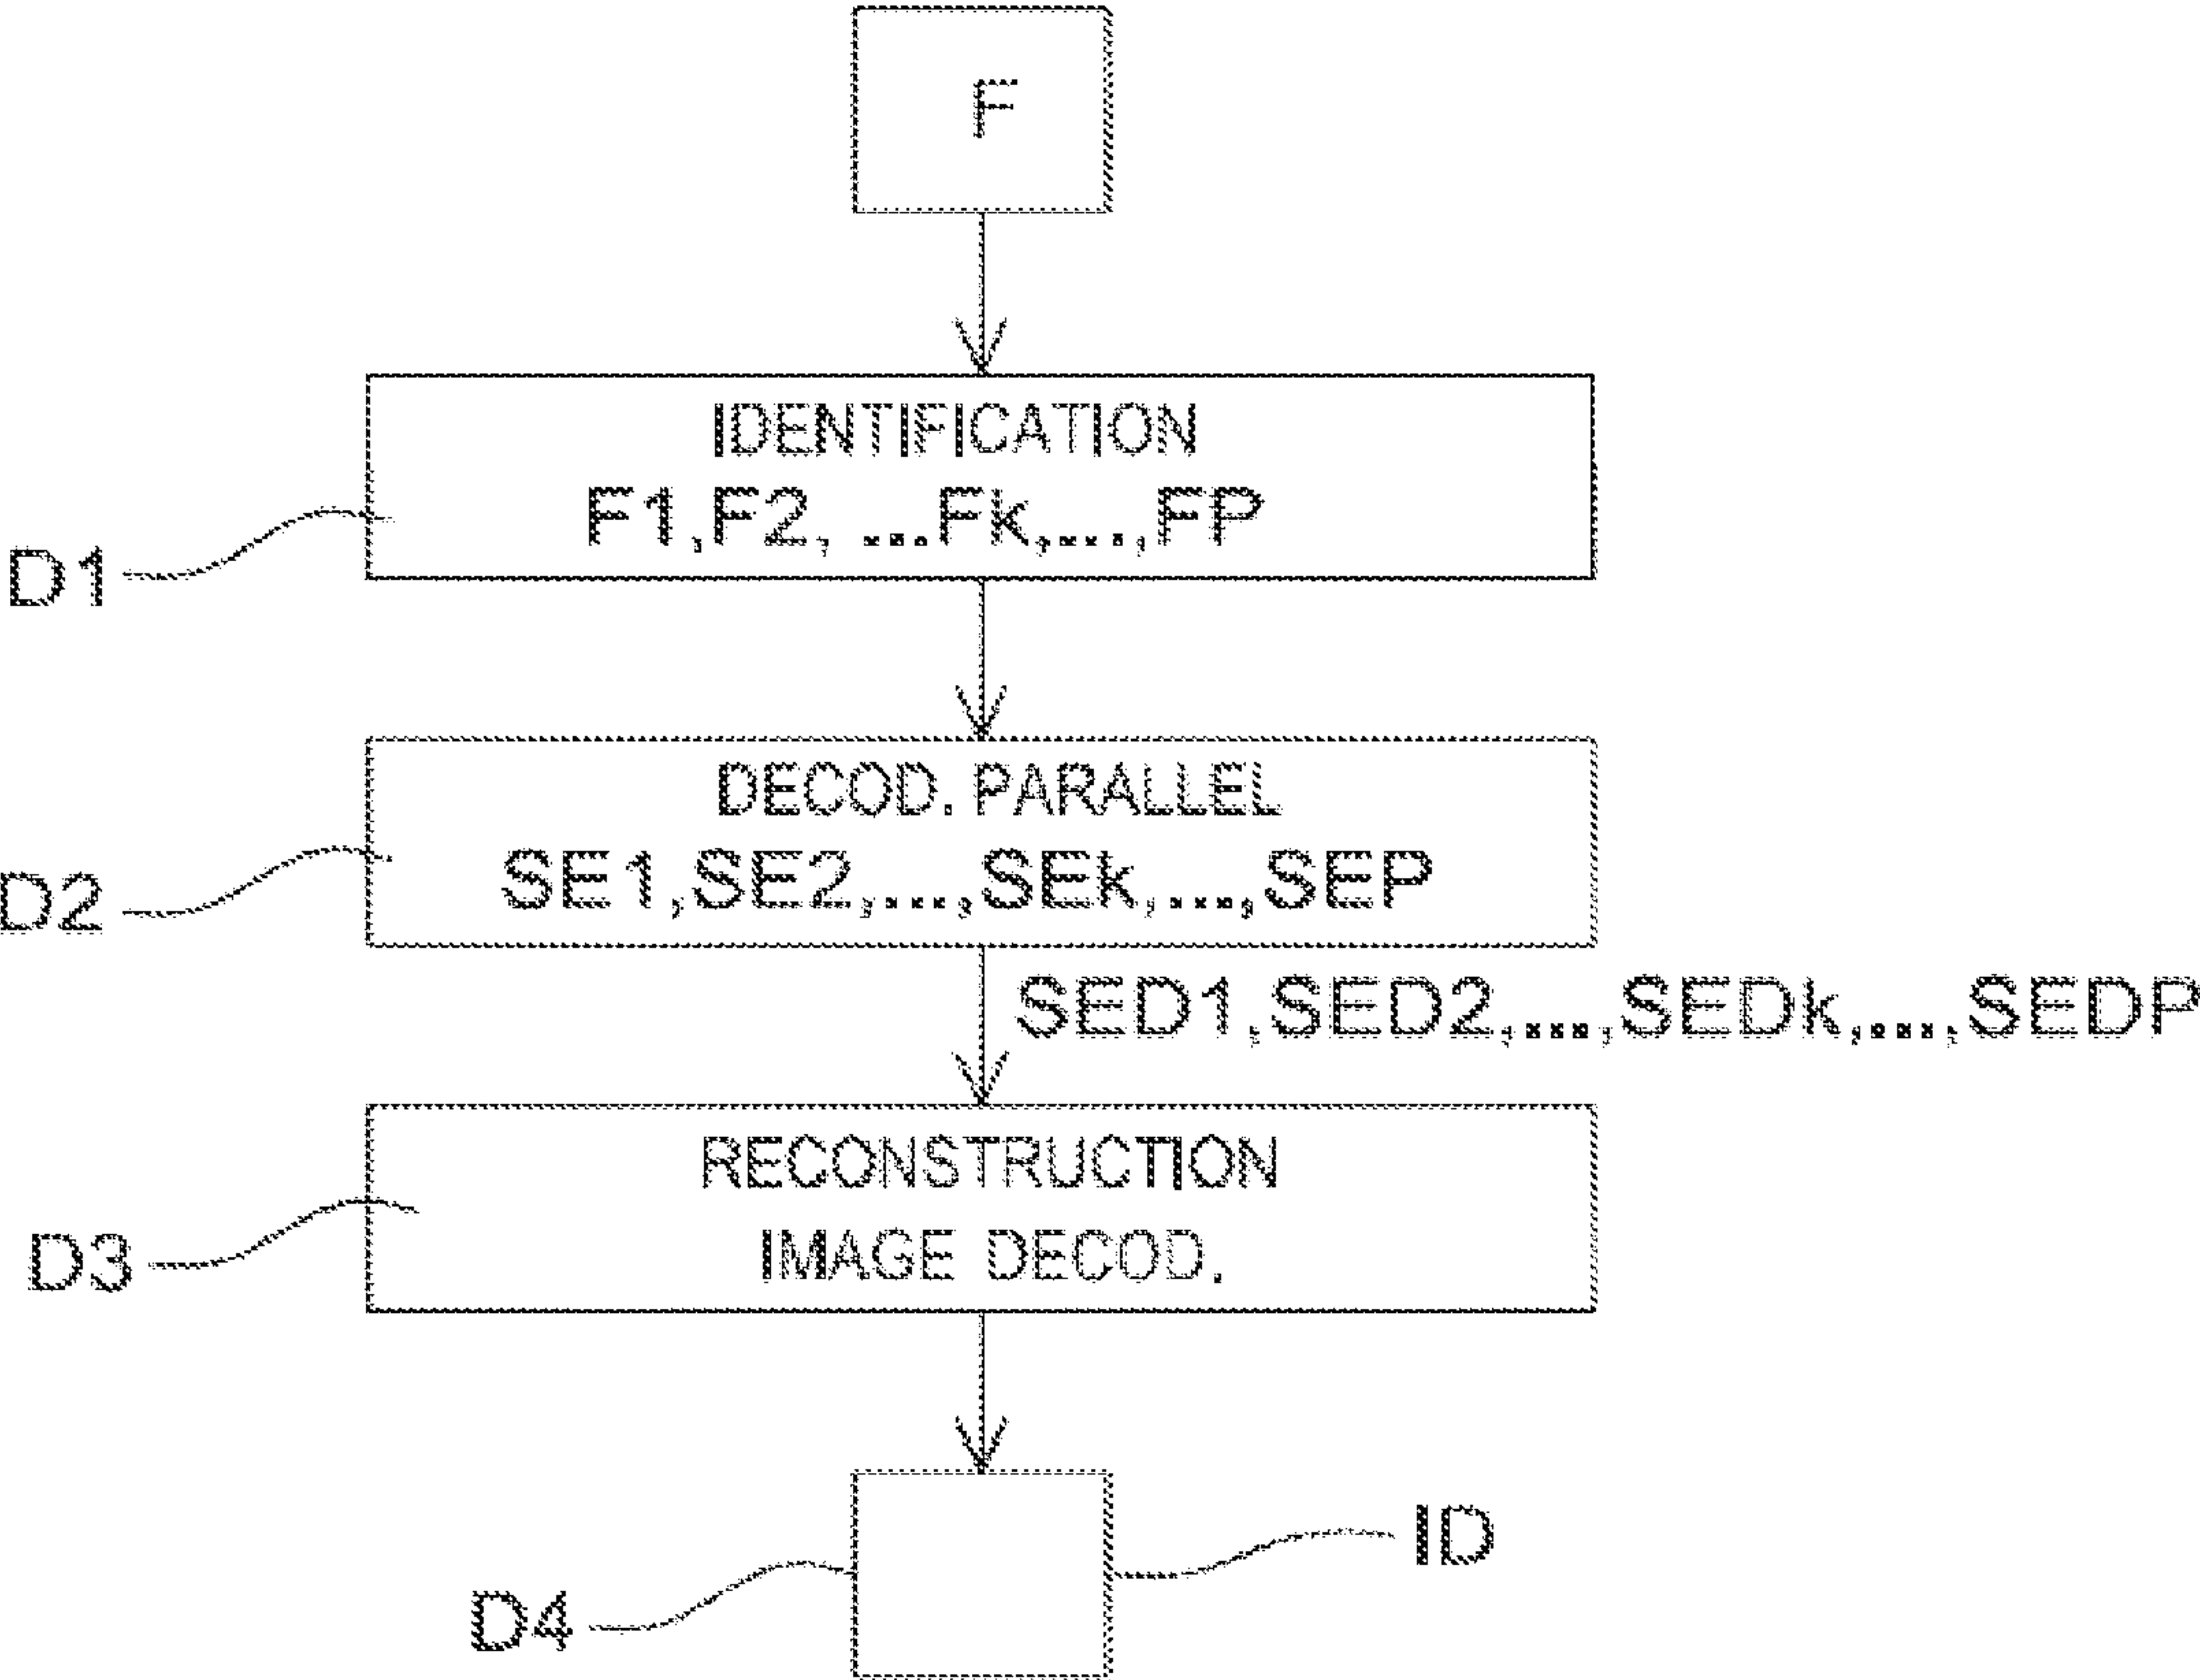 F
IDENTIFICATION
F1,F2, ...Fk,...,FP
D1
DECOD. PARALLEL
SE1,SE2,...,SEk,...,SEP
D2
SED1,SED2,...,SEDk,...,SEDP
RECONSTRUCTION
IMAGE DECOD.
D3
ID
D4